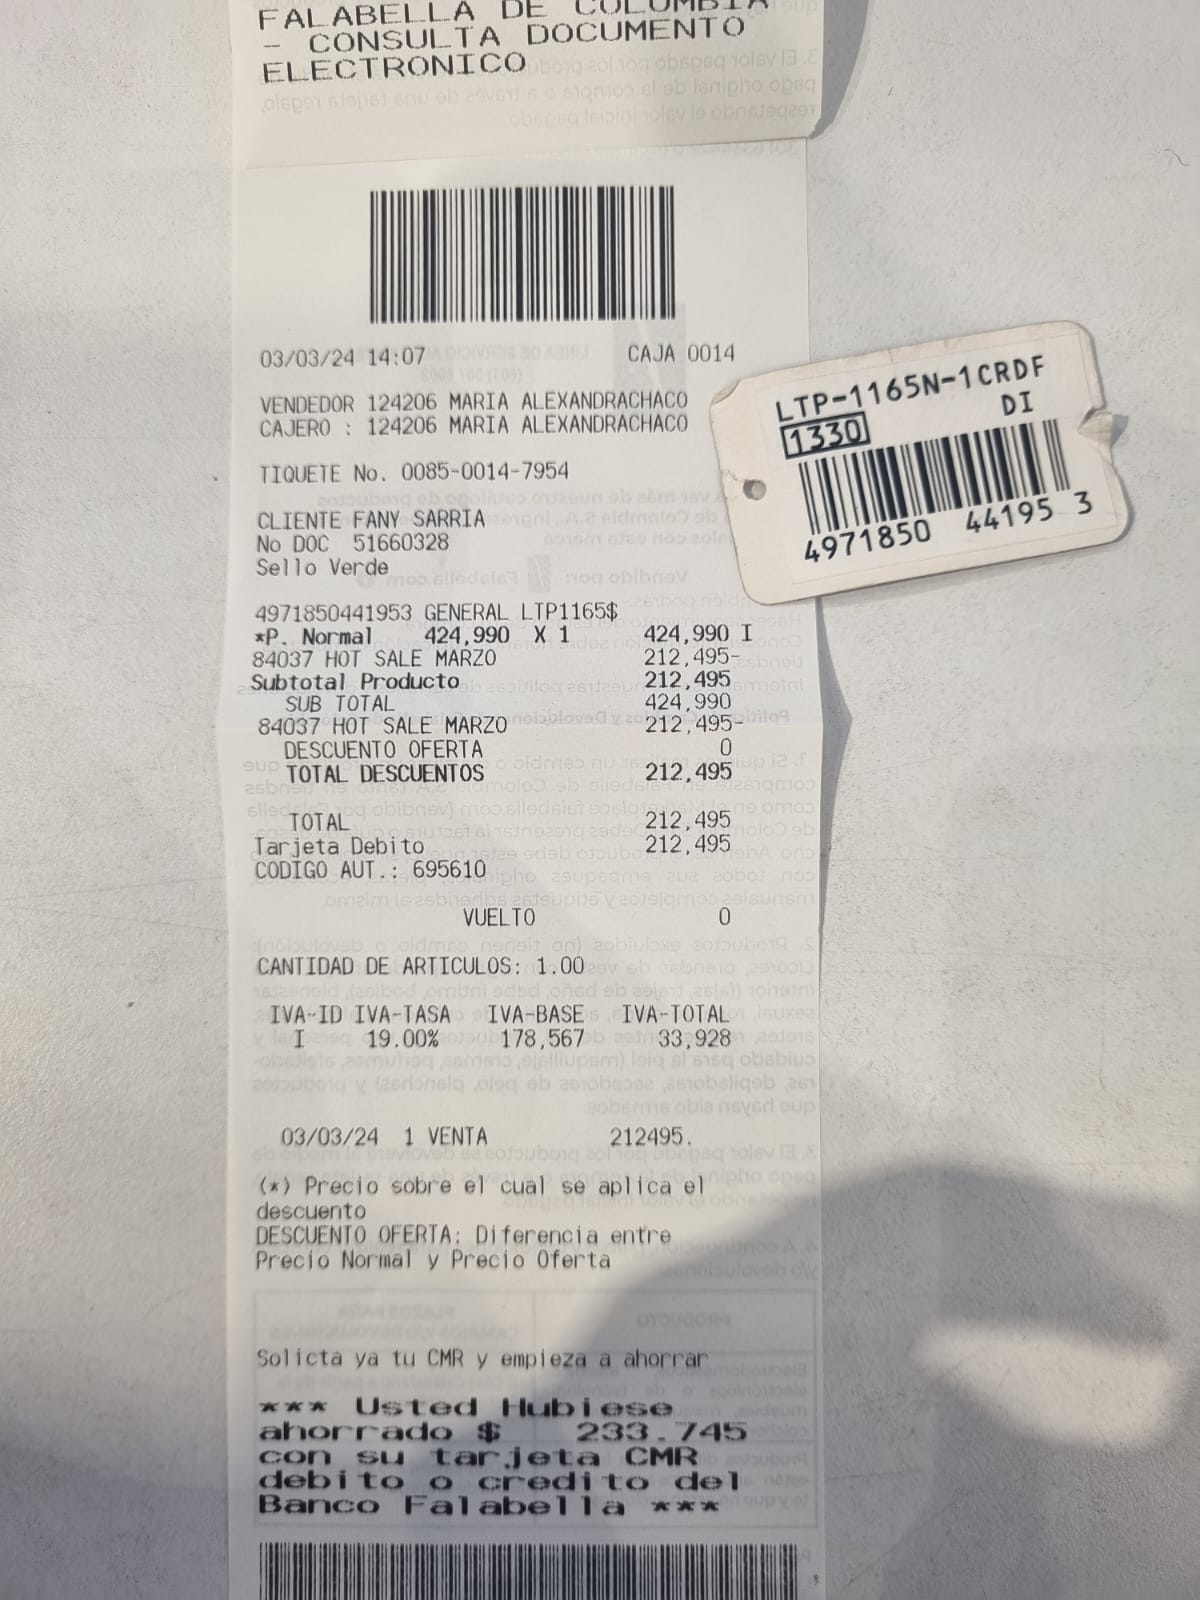 FALABELLA DE COLOMBIA
- CONSULTA DOCUMENTO
ELECTRONICO
03/03/24 14:07 CAJA 0014
VENDEDOR 124206 MARIA ALEXANDRACHACO
CAJERO : 124206 MARIA ALEXANDRACHACO
TIQUETE No. 0085-0014-7954
CLIENTE FANY SARRIA
No DOC 51660328
Sello Verde
4971850441953 GENERAL LTP1165$
*P. Normal 424,990 X 1 424,990 I
84037 HOT SALE MARZO 212,495-
Subtotal Producto 212,495
SUB TOTAL 424,990
84037 HOT SALE MARZO 212,495-
DESCUENTO OFERTA 0
TOTAL DESCUENTOS 212,495
TOTAL 212,495
Tarjeta Debito 212,495
CODIGO AUT.: 695610
VUELTO 0
CANTIDAD DE ARTICULOS: 1.00
IVA-ID IVA-TASA IVA-BASE IVA-TOTAL
I 19.00% 178,567 33,928
03/03/24 1 VENTA 212495.
(*) Precio sobre el cual se aplica el
descuento
DESCUENTO OFERTA: Diferencia entre
Precio Normal y Precio Oferta
Solicta ya tu CMR y empieza a ahorrar
*** Usted Hubiese
ahorrado $ 233.745
con su tarjeta CMR
debito o credito del
Banco Falabella ***
LTP-1165N-1CRDF
DI
1330
4971850 44195 3